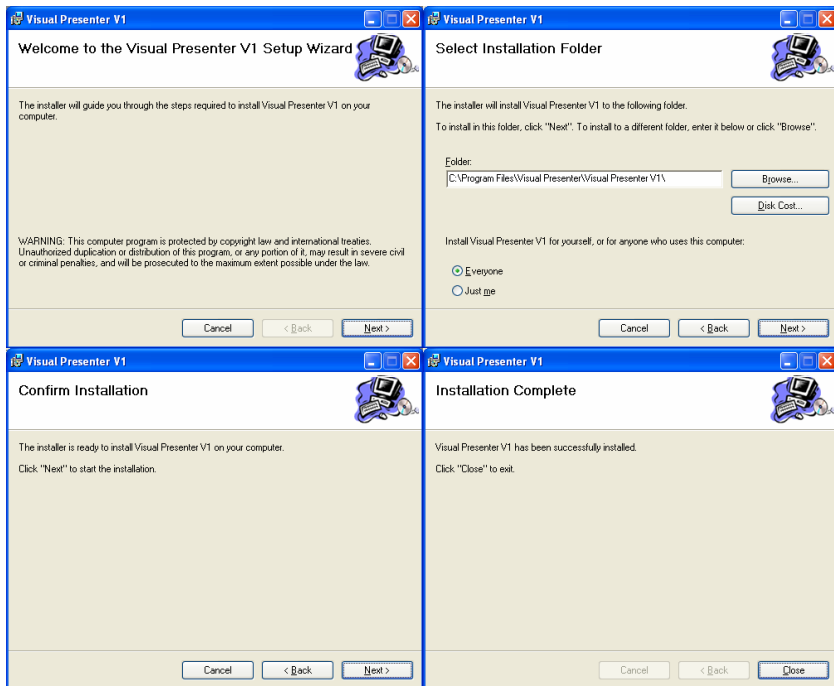 Visual Presenter V1
Welcome to the Visual Presenter V1 Setup Wizard
The installer will guide you through the steps required to install Visual Presenter V1 on your
computer.
WARNING: This computer program is protected by copyright law and international treaties.
Unauthorized duplication or distribution of this program, or any portion of it, may result in severe civil
or criminal penalties, and will be prosecuted to the maximum extent possible under the law.
Cancel
< Back
Next >
Visual Presenter V1
Select Installation Folder
The installer will install Visual Presenter V1 to the following folder.
To install in this folder, click "Next". To install to a different folder, enter it below or click "Browse".
Folder:
C:\Program Files\Visual Presenter\Visual Presenter V1\
Browse...
Disk Cost...
Install Visual Presenter V1 for yourself, or for anyone who uses this computer:
Everyone
Just me
Cancel
< Back
Next >
Visual Presenter V1
Confirm Installation
The installer is ready to install Visual Presenter V1 on your computer.
Click "Next" to start the installation.
Cancel
< Back
Next >
Visual Presenter V1
Installation Complete
Visual Presenter V1 has been successfully installed.
Click "Close" to exit.
Cancel
< Back
Close